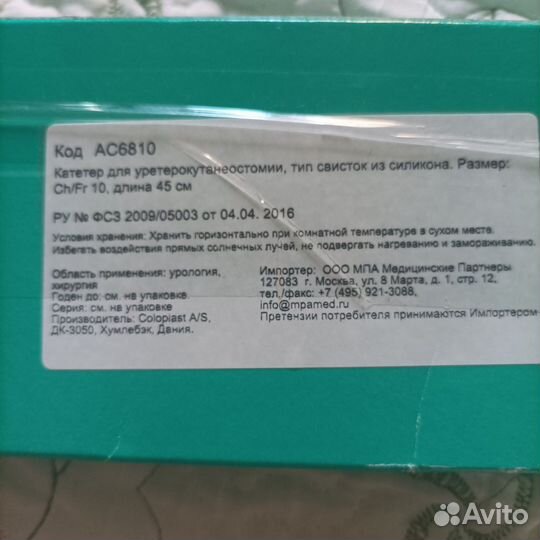 Код AC6810
Катетер для уретерокутанеостомии, тип свисток из силикона. Размер:
Ch/Fr 10, длина 45 см
РУ № ФСЗ 2009/05003 от 04.04. 2016
Условия хранения: Хранить горизонтально при комнатной температуре в сухом месте.
Избегать воздействия прямых солнечных лучей, не подвергать нагреванию и замораживанию.
Область применения: урология,
хирургия
Годен до: см. на упаковке.
Серия: см. на упаковке
Производитель: Coloplast A/S,
ДК-3050, Хумлебэк, Дания.
Импортер: ООО МПА Медицинские Партнеры
127083 г. Москва, ул. 8 Марта, д. 1, стр. 12,
тел./факс: +7 (495) 921-3088,
info@mpamed.ru
Претензии потребителя принимаются Импортером
Avito